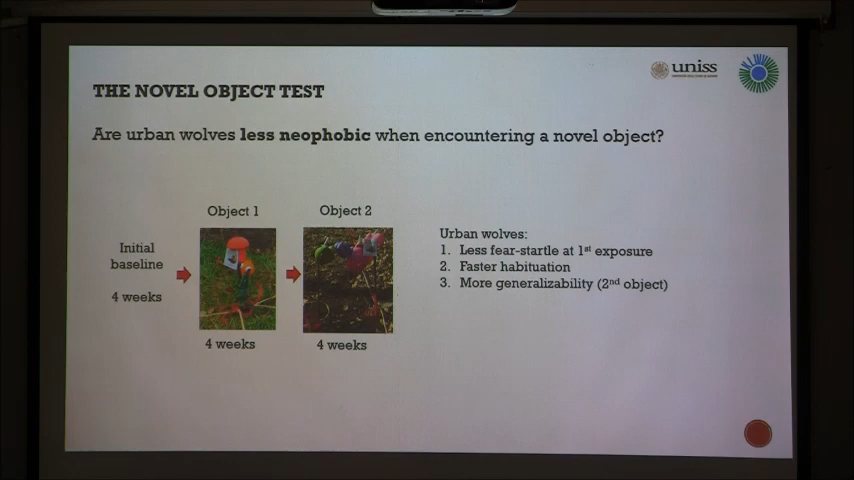 uniss
THE NOVEL OBJECT TEST
Are urban wolves less neophobic when encountering a novel object?
Object 1
Object 2
Initial
baseline
4 weeks
4 weeks
4 weeks
Urban wolves:
1. Less fear-startle at 1st exposure
2. Faster habituation
3. More generalizability (2nd object)